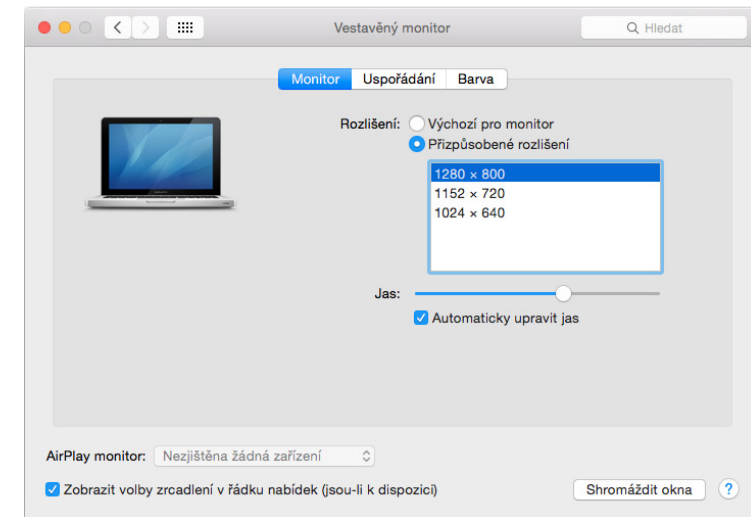 Vestavěný monitor
Hledat
Monitor Uspořádání Barva
Rozlišení: Výchozí pro monitor
Přizpůsobené rozlišení
1280 × 800
1152 × 720
1024 × 640
Jas:
Automaticky upravit jas
AirPlay monitor: Nezjištěna žádná zařízení
Zobrazit volby zrcadlení v řádku nabídek (jsou-li k dispozici)
Shromáždit okna ?